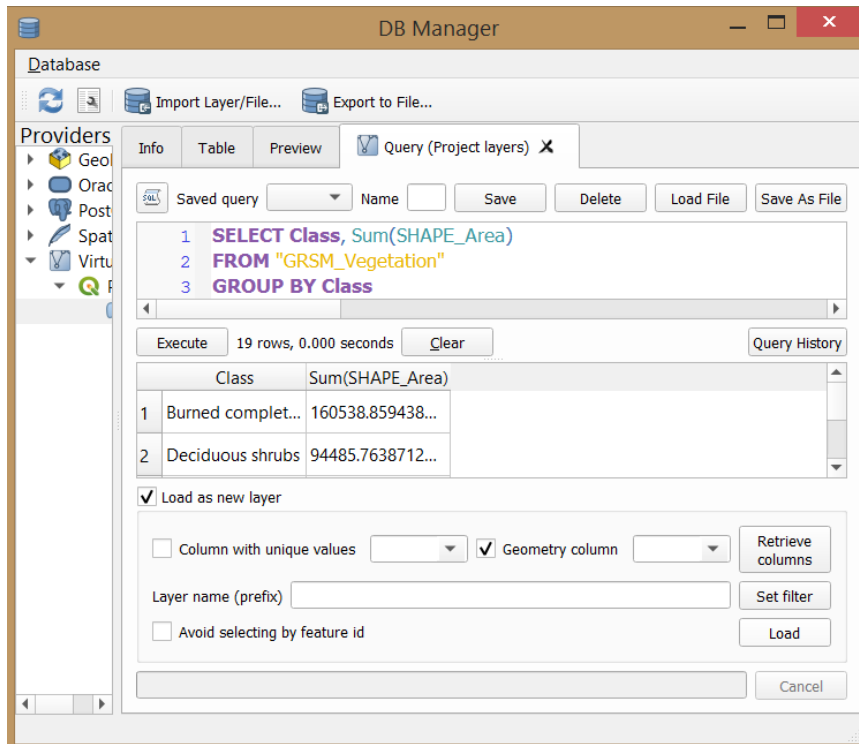 DB Manager
Database
Import Layer/File... Export to File...
Providers
Geol
Orac
Post
Spat
Virtu
Info Table Preview Query (Project layers) X
SQL Saved query Name Save Delete Load File Save As File
1 SELECT Class, Sum(SHAPE_Area)
2 FROM "GRSM_Vegetation"
3 GROUP BY Class
Execute 19 rows, 0.000 seconds Clear Query History
Class Sum(SHAPE_Area)
1 Burned complet... 160538.859438...
2 Deciduous shrubs 94485.7638712...
Load as new layer
Column with unique values Geometry column Retrieve columns
Layer name (prefix) Set filter
Avoid selecting by feature id Load
Cancel